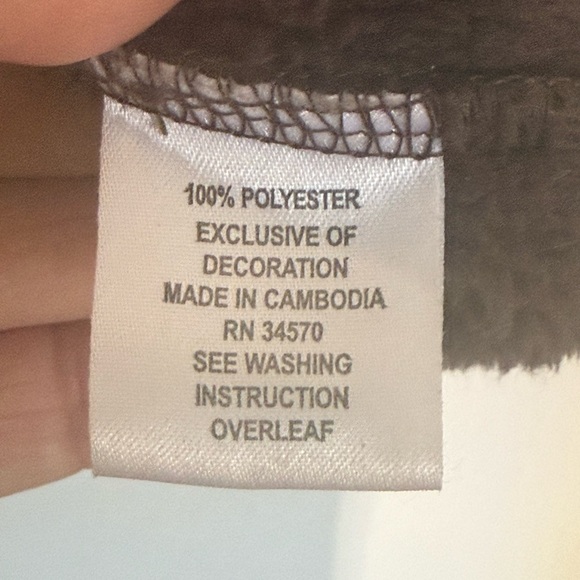 100% POLYESTER
EXCLUSIVE OF
DECORATION
MADE IN CAMBODIA
RN 34570
SEE WASHING
INSTRUCTION
OVERLEAF